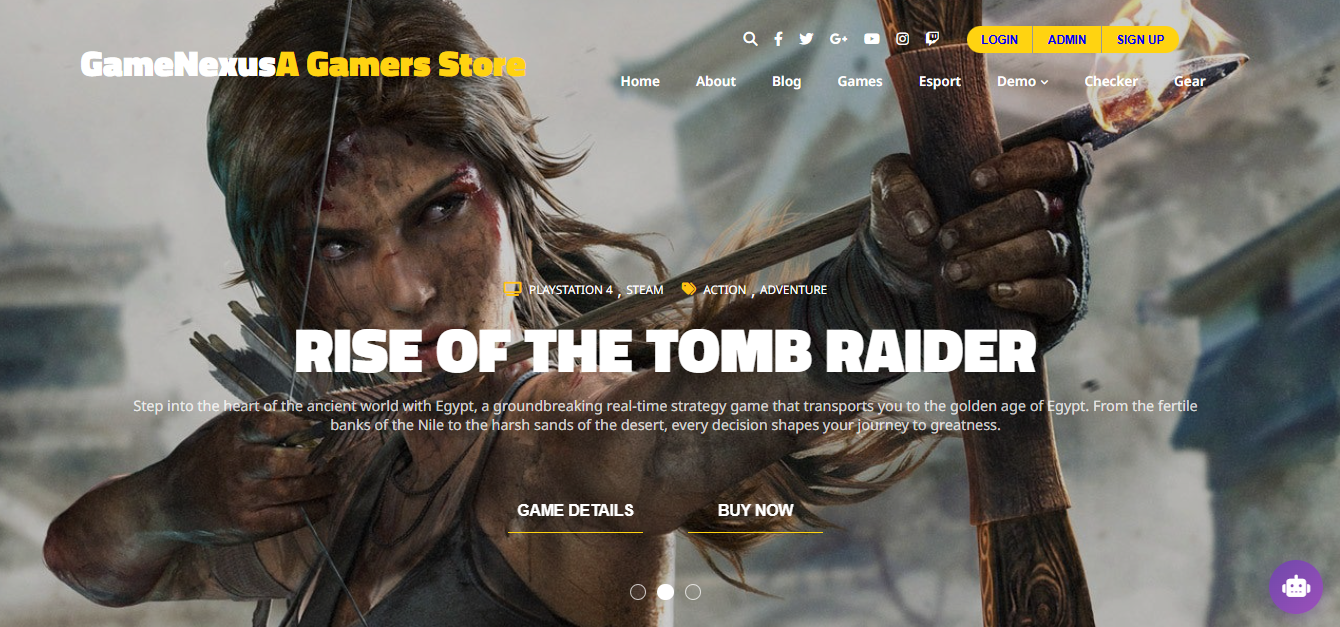 LOGIN ADMIN SIGN UP
GameNexusA Gamers Store
Home About Blog Games Esport Demo Checker Gear
PLAYSTATION 4 , STEAM ACTION , ADVENTURE
RISE OF THE TOMB RAIDER
Step into the heart of the ancient world with Egypt, a groundbreaking real-time strategy game that transports you to the golden age of Egypt. From the fertile
banks of the Nile to the harsh sands of the desert, every decision shapes your journey to greatness.
GAME DETAILS BUY NOW